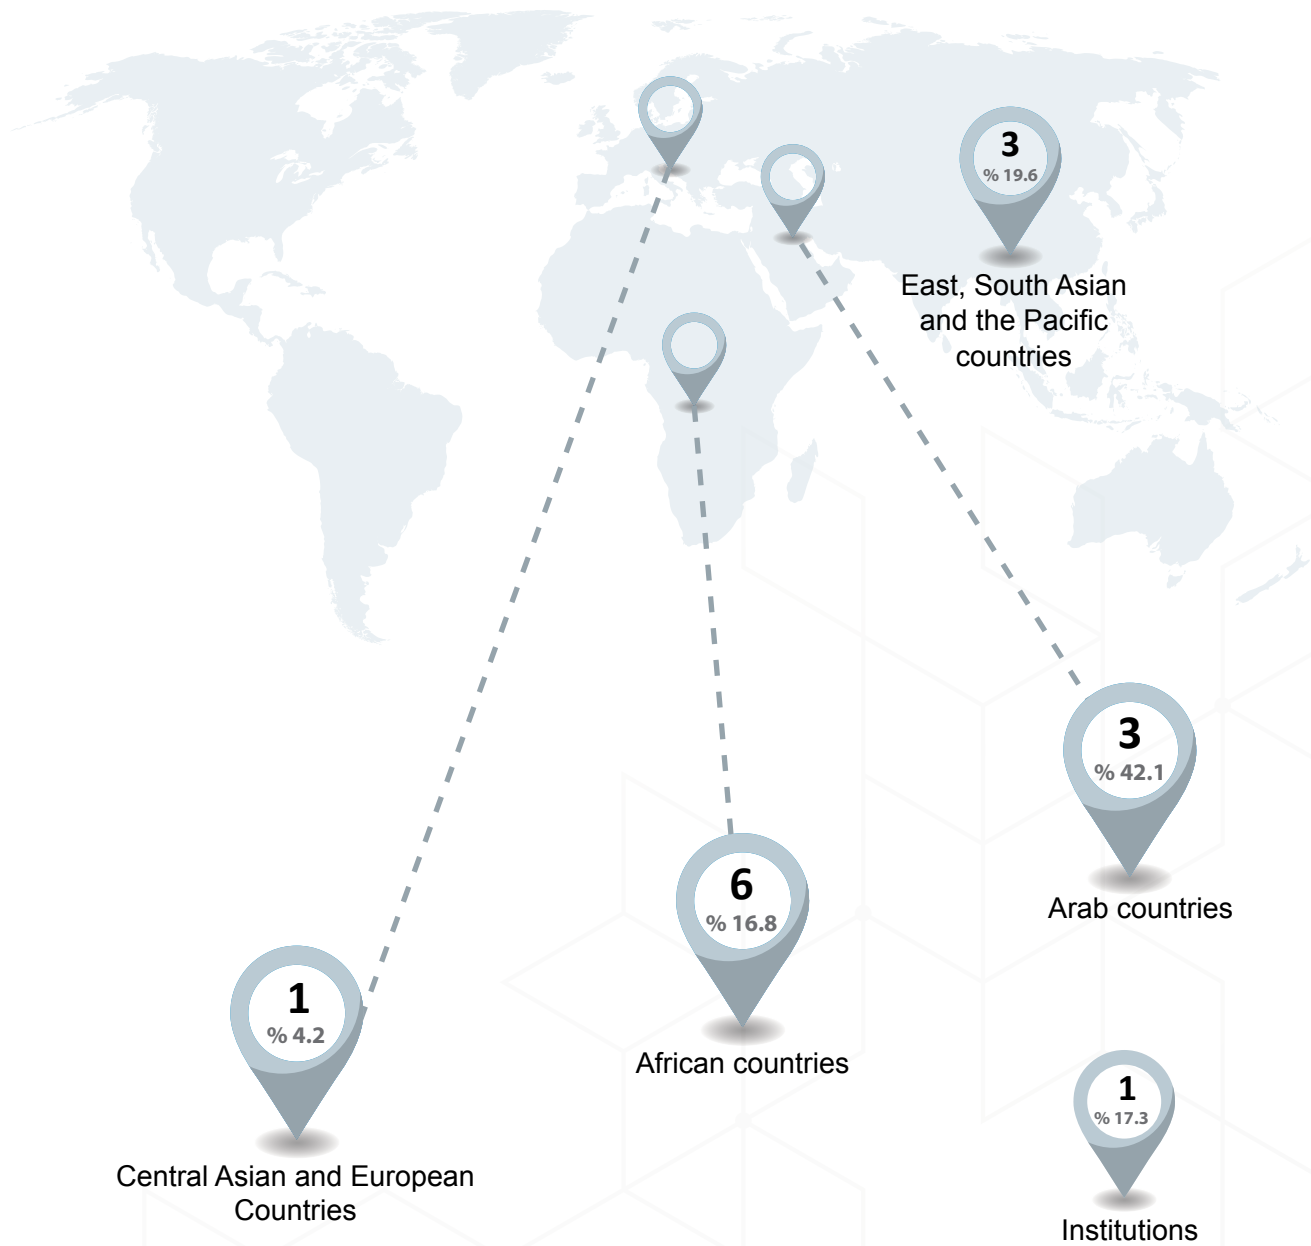 3
% 19.6
East, South Asian
and the Pacific
countries
3
% 42.1
Arab countries
6
% 16.8
African countries
1
% 4.2
Central Asian and European
Countries
1
% 17.3
Institutions